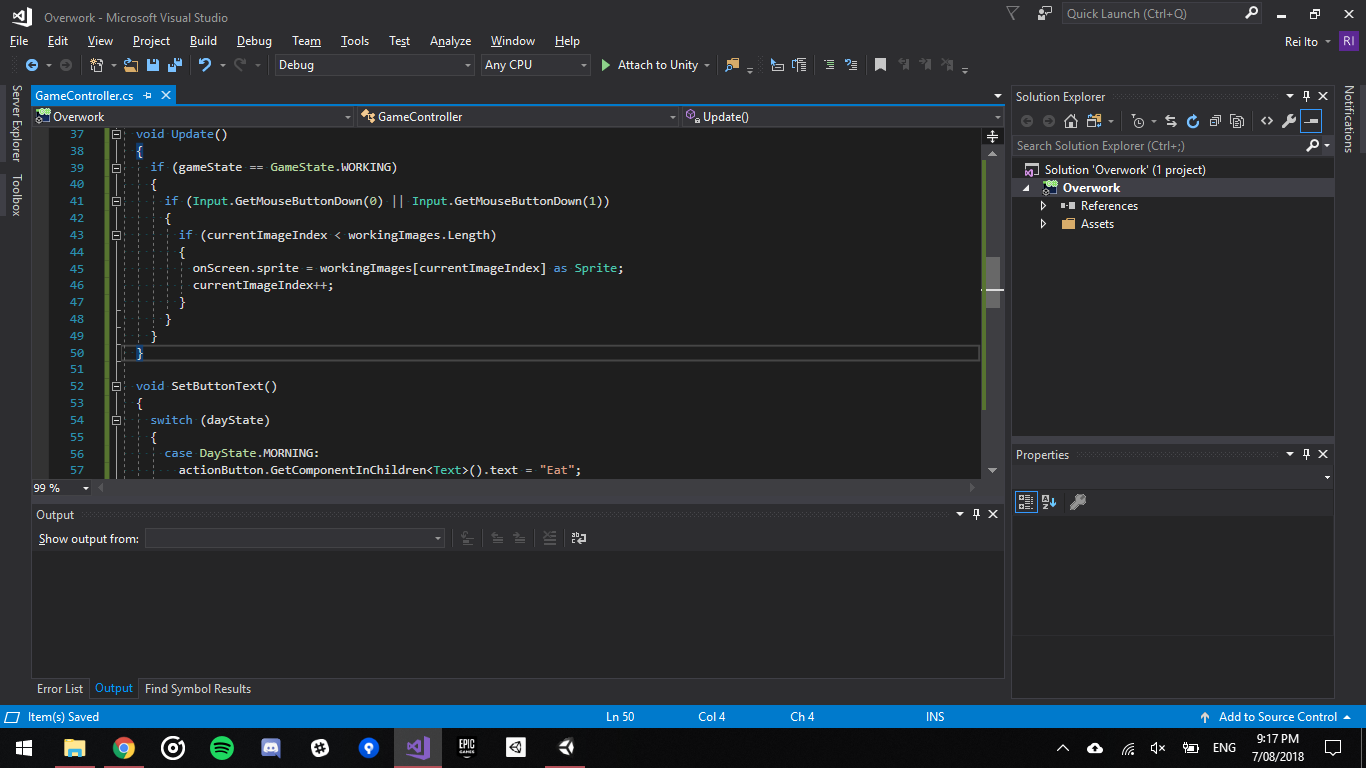 Overwork - Microsoft Visual Studio
Quick Launch (Ctrl+Q)
File Edit View Project Build Debug Team Tools Test Analyze Window Help
Rei Ito RI
Debug Any CPU Attach to Unity
Server Explorer
Toolbox
GameController.cs
Overwork GameController Update()
37 void Update()
38 {
39 if (gameState == GameState.WORKING)
40 {
41 if (Input.GetMouseButtonDown(0) || Input.GetMouseButtonDown(1))
42 {
43 if (currentImageIndex < workingImages.Length)
44 {
45 onScreen.sprite = workingImages[currentImageIndex] as Sprite;
46 currentImageIndex++;
47 }
48 }
49 }
50 }
51
52 void SetButtonText()
53 {
54 switch (dayState)
55 {
56 case DayState.MORNING:
57 actionButton.GetComponentInChildren<Text>().text = "Eat";
99 %
Output
Show output from:
Error List Output Find Symbol Results
Solution Explorer
Search Solution Explorer (Ctrl+;)
Solution 'Overwork' (1 project)
Overwork
References
Assets
Properties
Notifications
Item(s) Saved Ln 50 Col 4 Ch 4 INS Add to Source Control
EPIC
GAMES
ENG
9:17 PM
7/08/2018